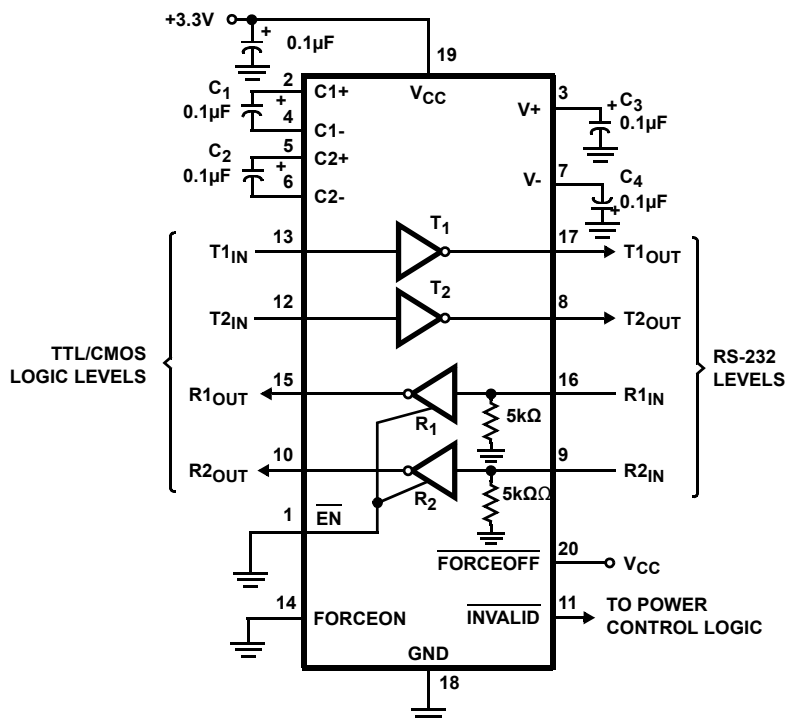 +3.3V
+
0.1µF
19
2
C1+
VCC
3
C1
0.1µF
+
V+
+
C3
0.1µF
4
C1-
5
C2+
C2
0.1µF
+
6
C2-
7
V-
C4
0.1µF
+
T1
13
17
T1IN
T1OUT
T2
12
8
T2IN
T2OUT
TTL/CMOS
LOGIC LEVELS
RS-232
LEVELS
15
16
R1OUT
R1IN
R1
5kΩ
10
9
R2OUT
R2IN
R2
5kΩΩ
1
EN
20
FORCEOFF
VCC
14
FORCEON
11
INVALID
TO POWER
CONTROL LOGIC
GND
18